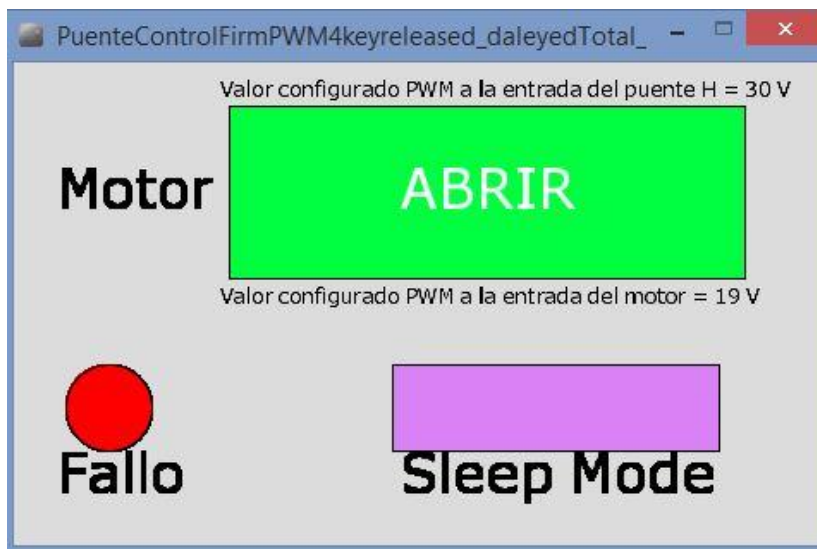 PuenteControlFirmPWM4keyreleased_daleyedTotal_
Valor configurado PWM a la entrada del puente H = 30 V
Motor
ABRIR
Valor configurado PWM a la entrada del motor = 19 V
Fallo
Sleep Mode